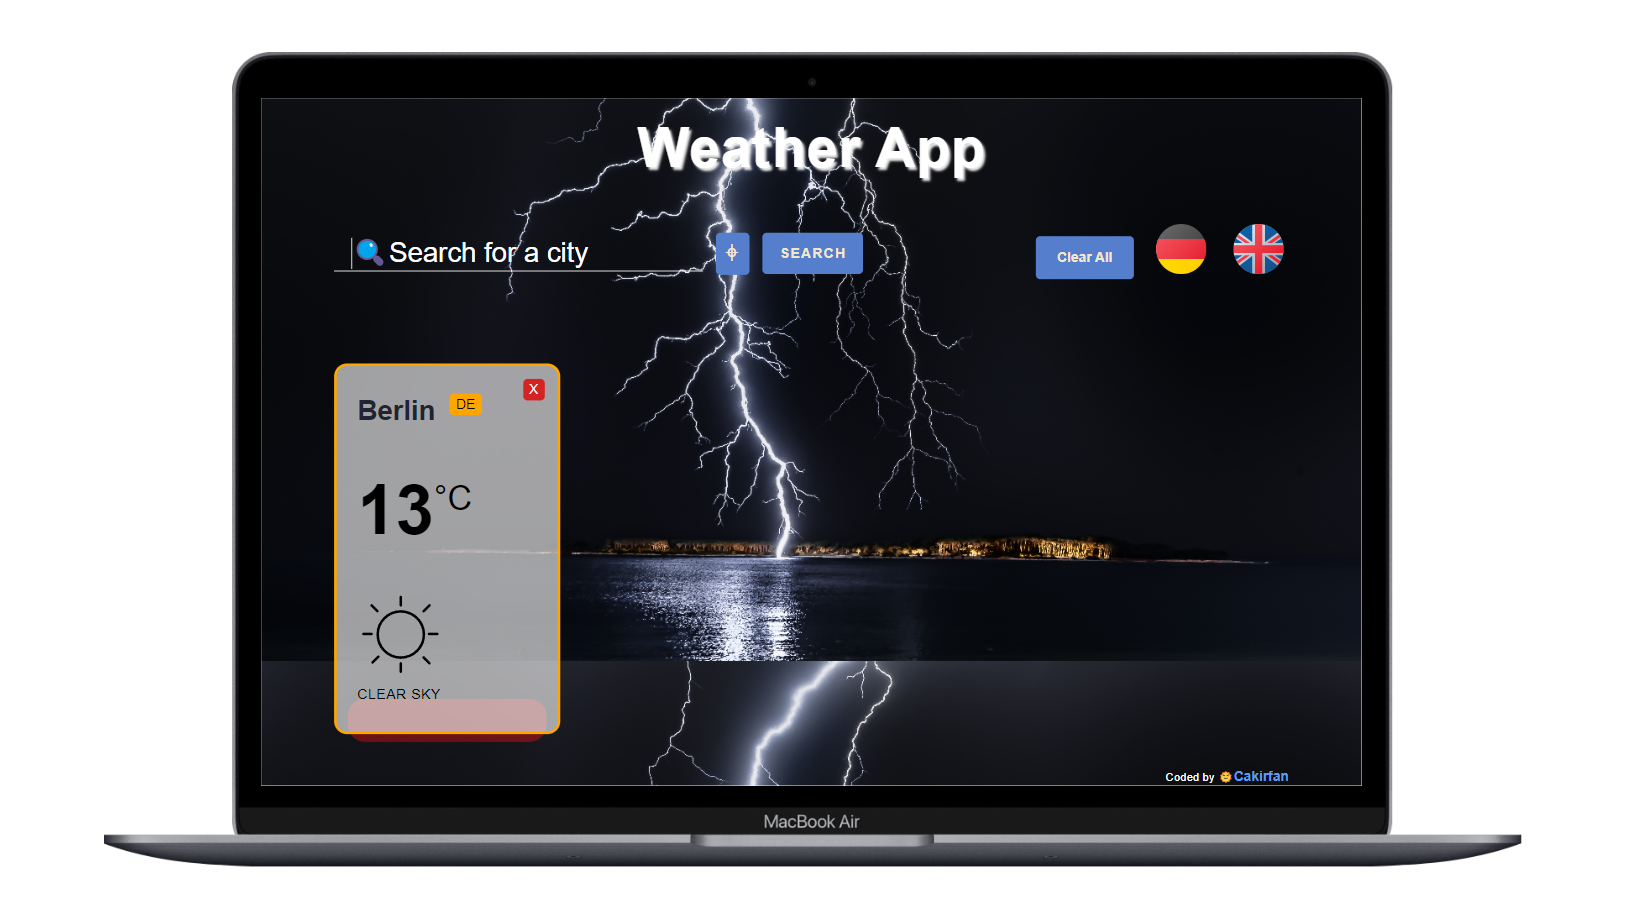 Weather App
🔍 Search for a city
⌖ SEARCH
Clear All
X
Berlin DE
13°C
CLEAR SKY
Coded by 🤗 Cakirfan
MacBook Air